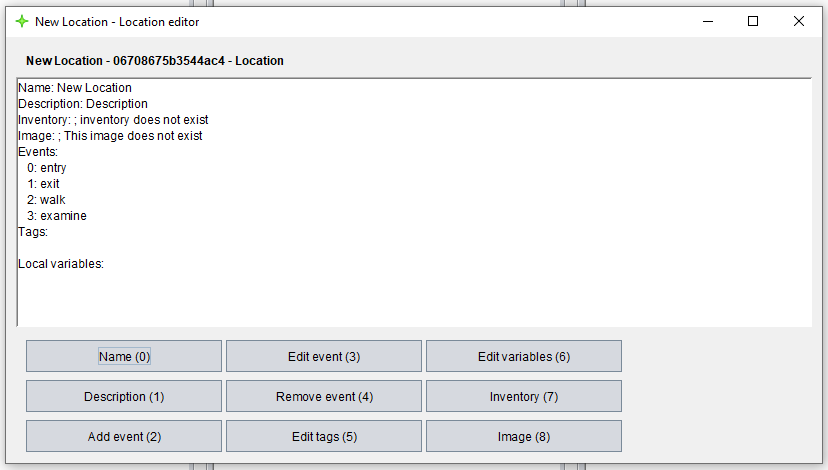 New Location - Location editor
New Location - 06708675b3544ac4 - Location
Name: New Location
Description: Description
Inventory: ; inventory does not exist
Image: ; This image does not exist
Events:
0: entry
1: exit
2: walk
3: examine
Tags:
Local variables:
Name (0) Edit event (3) Edit variables (6)
Description (1) Remove event (4) Inventory (7)
Add event (2) Edit tags (5) Image (8)